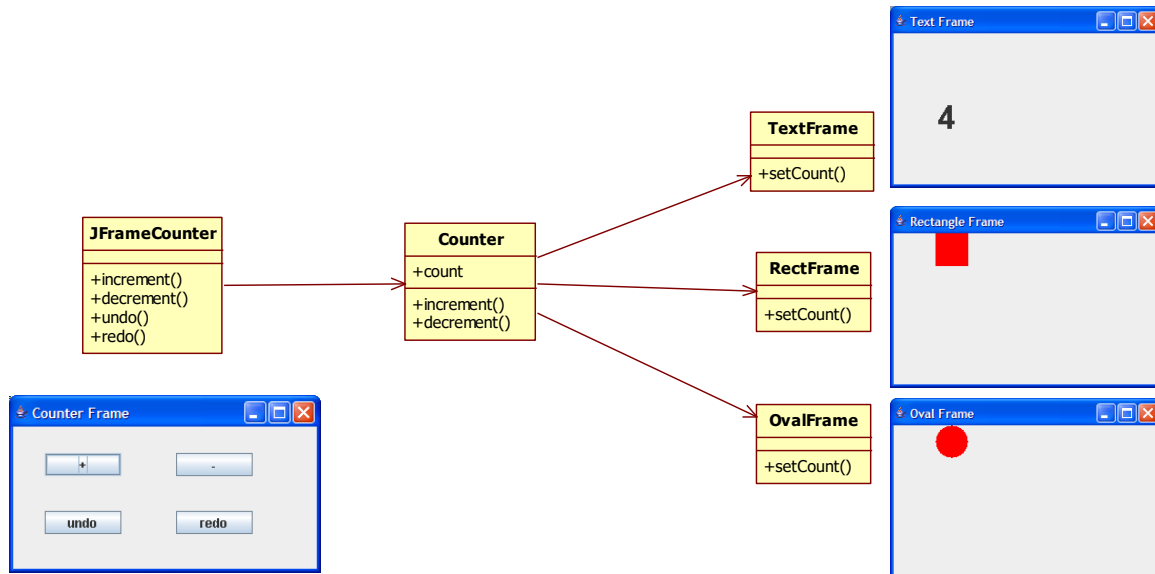 JFrameCounter
+increment()
+decrement()
+undo()
+redo()
Counter
+count
+increment()
+decrement()
TextFrame
+setCount()
RectFrame
+setCount()
OvalFrame
+setCount()
Text Frame
4
Rectangle Frame
Oval Frame
Counter Frame
+ -
undo redo